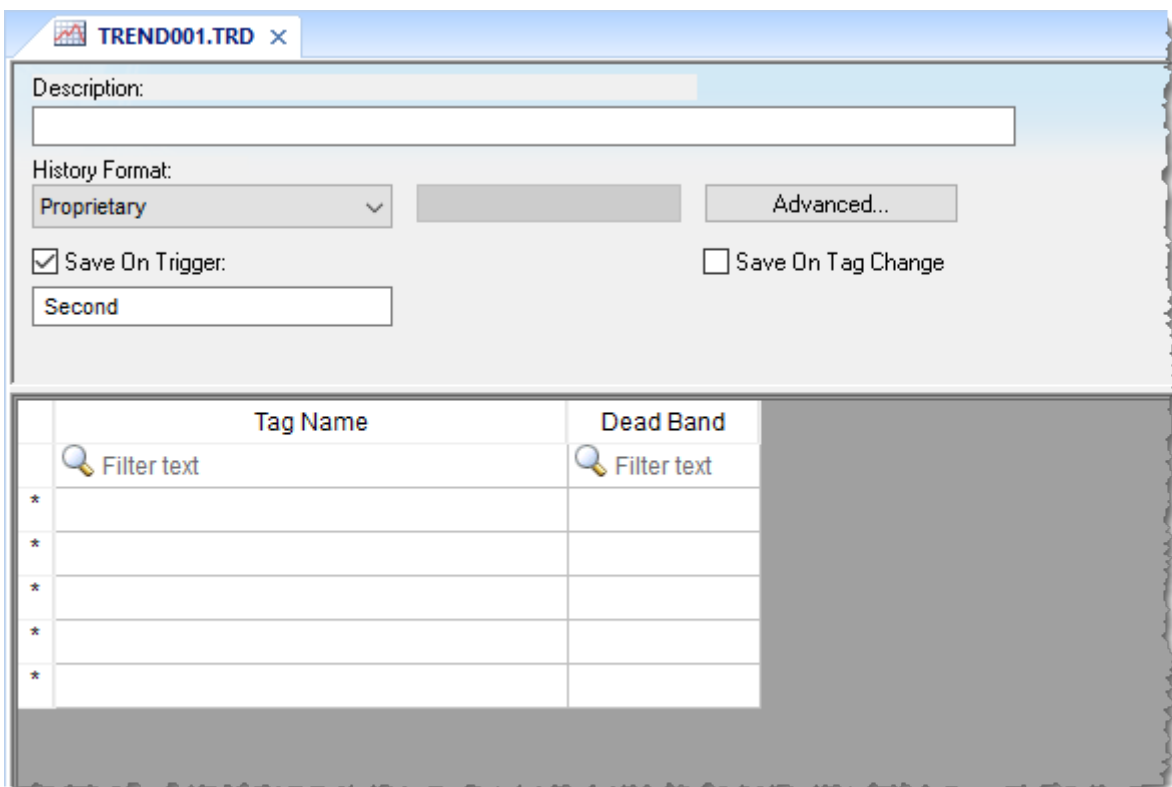 TREND001.TRD
Description:
History Format:
Proprietary
Advanced...
Save On Trigger:
Save On Tag Change
Second
Tag Name Dead Band
Filter text Filter text
*
*
*
*
*